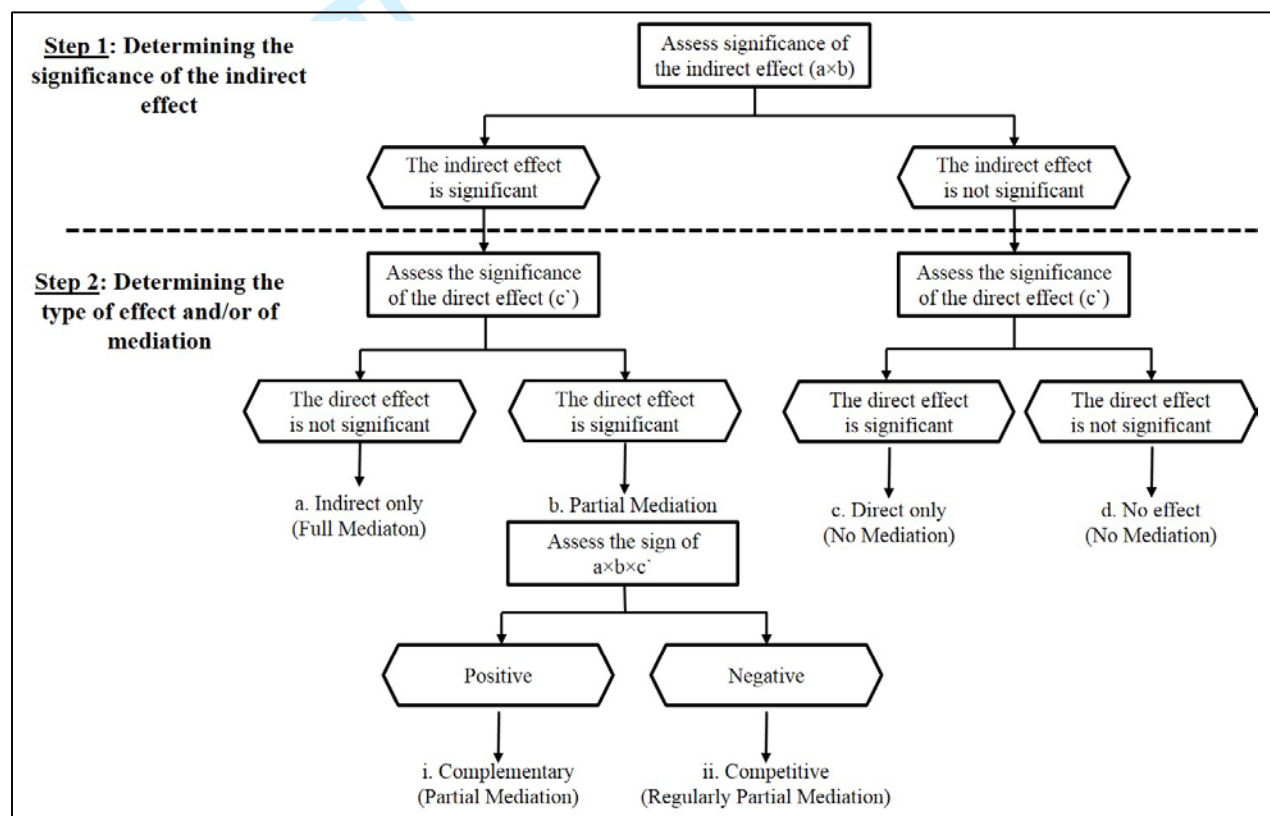 Step 1: Determining the
significance of the indirect
effect
Assess significance of
the indirect effect (a×b)
The indirect effect
is significant
The indirect effect
is not significant
Step 2: Determining the
type of effect and/or of
mediation
Assess the significance
of the direct effect (c`)
Assess the significance
of the direct effect (c`)
The direct effect
is not significant
The direct effect
is significant
The direct effect
is significant
The direct effect
is not significant
a. Indirect only
(Full Mediaton)
b. Partial Mediation
c. Direct only
(No Mediation)
d. No effect
(No Mediation)
Assess the sign of
a×b×c`
Positive
Negative
i. Complementary
(Partial Mediation)
ii. Competitive
(Regularly Partial Mediation)